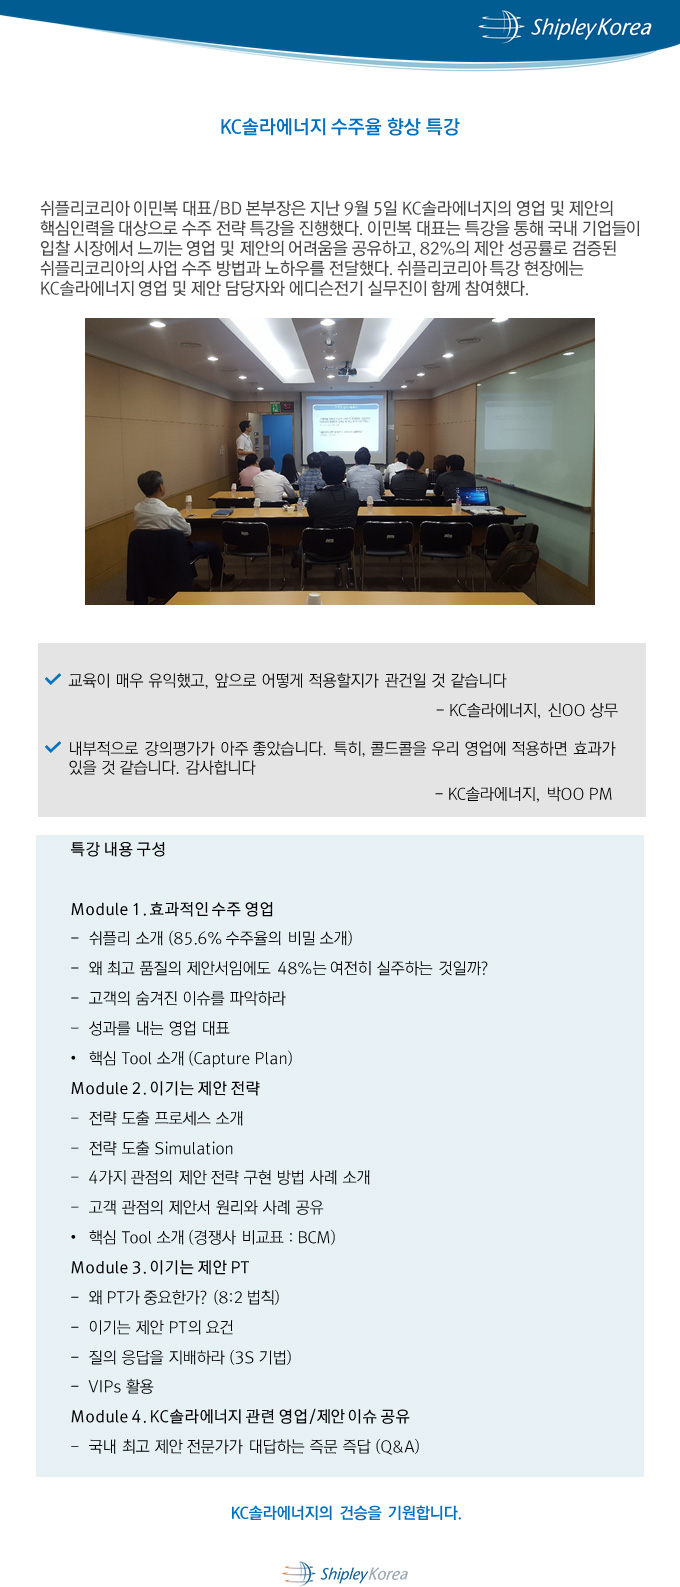 ShipleyKorea
KC솔라에너지 수주율 향상 특강
쉬플리코리아 이민복 대표/BD 본부장은 지난 9월 5일 KC솔라에너지의 영업 및 제안의
핵심인력을 대상으로 수주 전략 특강을 진행했다. 이민복 대표는 특강을 통해 국내 기업들이
입찰 시장에서 느끼는 영업 및 제안의 어려움을 공유하고, 82%의 제안 성공률로 검증된
쉬플리코리아의 사업 수주 방법과 노하우를 전달했다. 쉬플리코리아 특강 현장에는
KC솔라에너지 영업 및 제안 담당자와 에디슨전기 실무진이 함께 참여했다.
교육이 매우 유익했고, 앞으로 어떻게 적용할지가 관건일 것 같습니다
- KC솔라에너지, 신OO 상무
내부적으로 강의평가가 아주 좋았습니다. 특히, 콜드콜을 우리 영업에 적용하면 효과가
있을 것 같습니다. 감사합니다
- KC솔라에너지, 박OO PM
특강 내용 구성
Module 1. 효과적인 수주 영업
- 쉬플리 소개 (85.6% 수주율의 비밀 소개)
- 왜 최고 품질의 제안서임에도 48%는 여전히 실주하는 것일까?
- 고객의 숨겨진 이슈를 파악하라
- 성과를 내는 영업 대표
• 핵심 Tool 소개 (Capture Plan)
Module 2. 이기는 제안 전략
- 전략 도출 프로세스 소개
- 전략 도출 Simulation
- 4가지 관점의 제안 전략 구현 방법 사례 소개
- 고객 관점의 제안서 원리와 사례 공유
• 핵심 Tool 소개 (경쟁사 비교표 : BCM)
Module 3. 이기는 제안 PT
- 왜 PT가 중요한가? (8:2 법칙)
- 이기는 제안 PT의 요건
- 질의 응답을 지배하라 (3S 기법)
- VIPs 활용
Module 4. KC솔라에너지 관련 영업/제안 이슈 공유
- 국내 최고 제안 전문가가 대답하는 즉문 즉답 (Q&A)
KC솔라에너지의 건승을 기원합니다.
ShipleyKorea